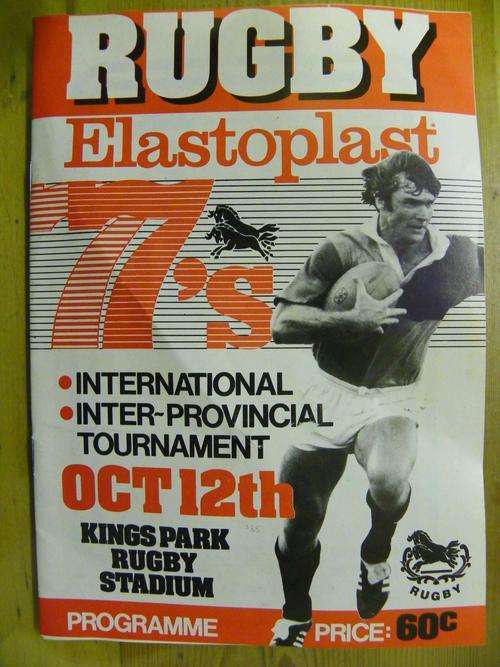 RUGBY
Elastoplast
7's
• INTERNATIONAL
• INTER-PROVINCIAL
TOURNAMENT
OCT 12th
KINGS PARK
RUGBY
STADIUM
RUGBY
PROGRAMME
PRICE: 60c